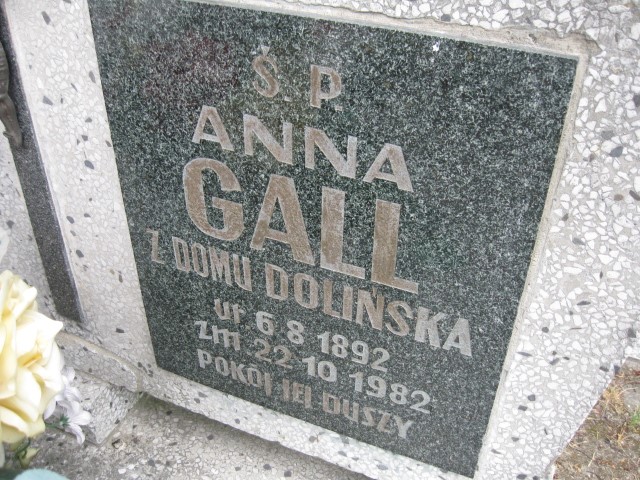 Ś. P.
ANNA
GALL
Z DOMU DOLIŃSKA
ur 6.8 1892
zm 22.10 1982
POKÓJ JEJ DUSZY